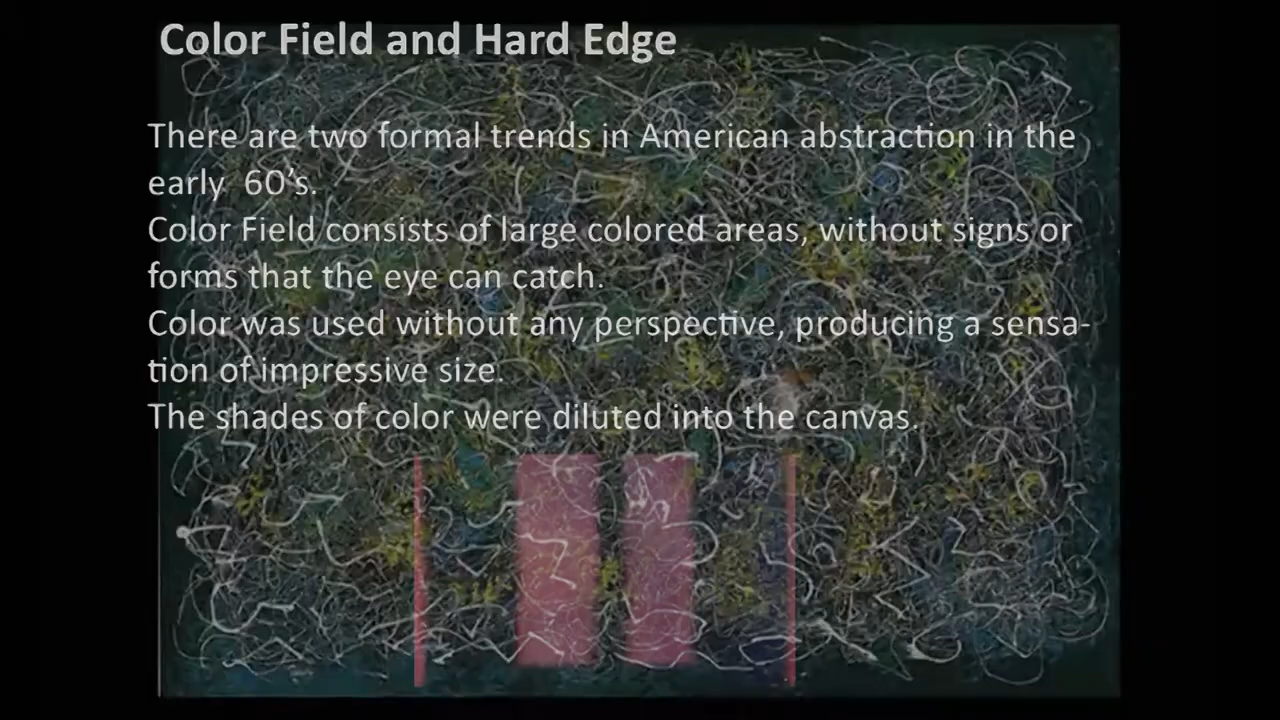 Color Field and Hard Edge
There are two formal trends in American abstraction in the
early  60’s.
Color Field consists of large colored areas, without signs or
forms that the eye can catch.
Color was used without any perspective, producing a sensa-
tion of impressive size.
The shades of color were diluted into the canvas.